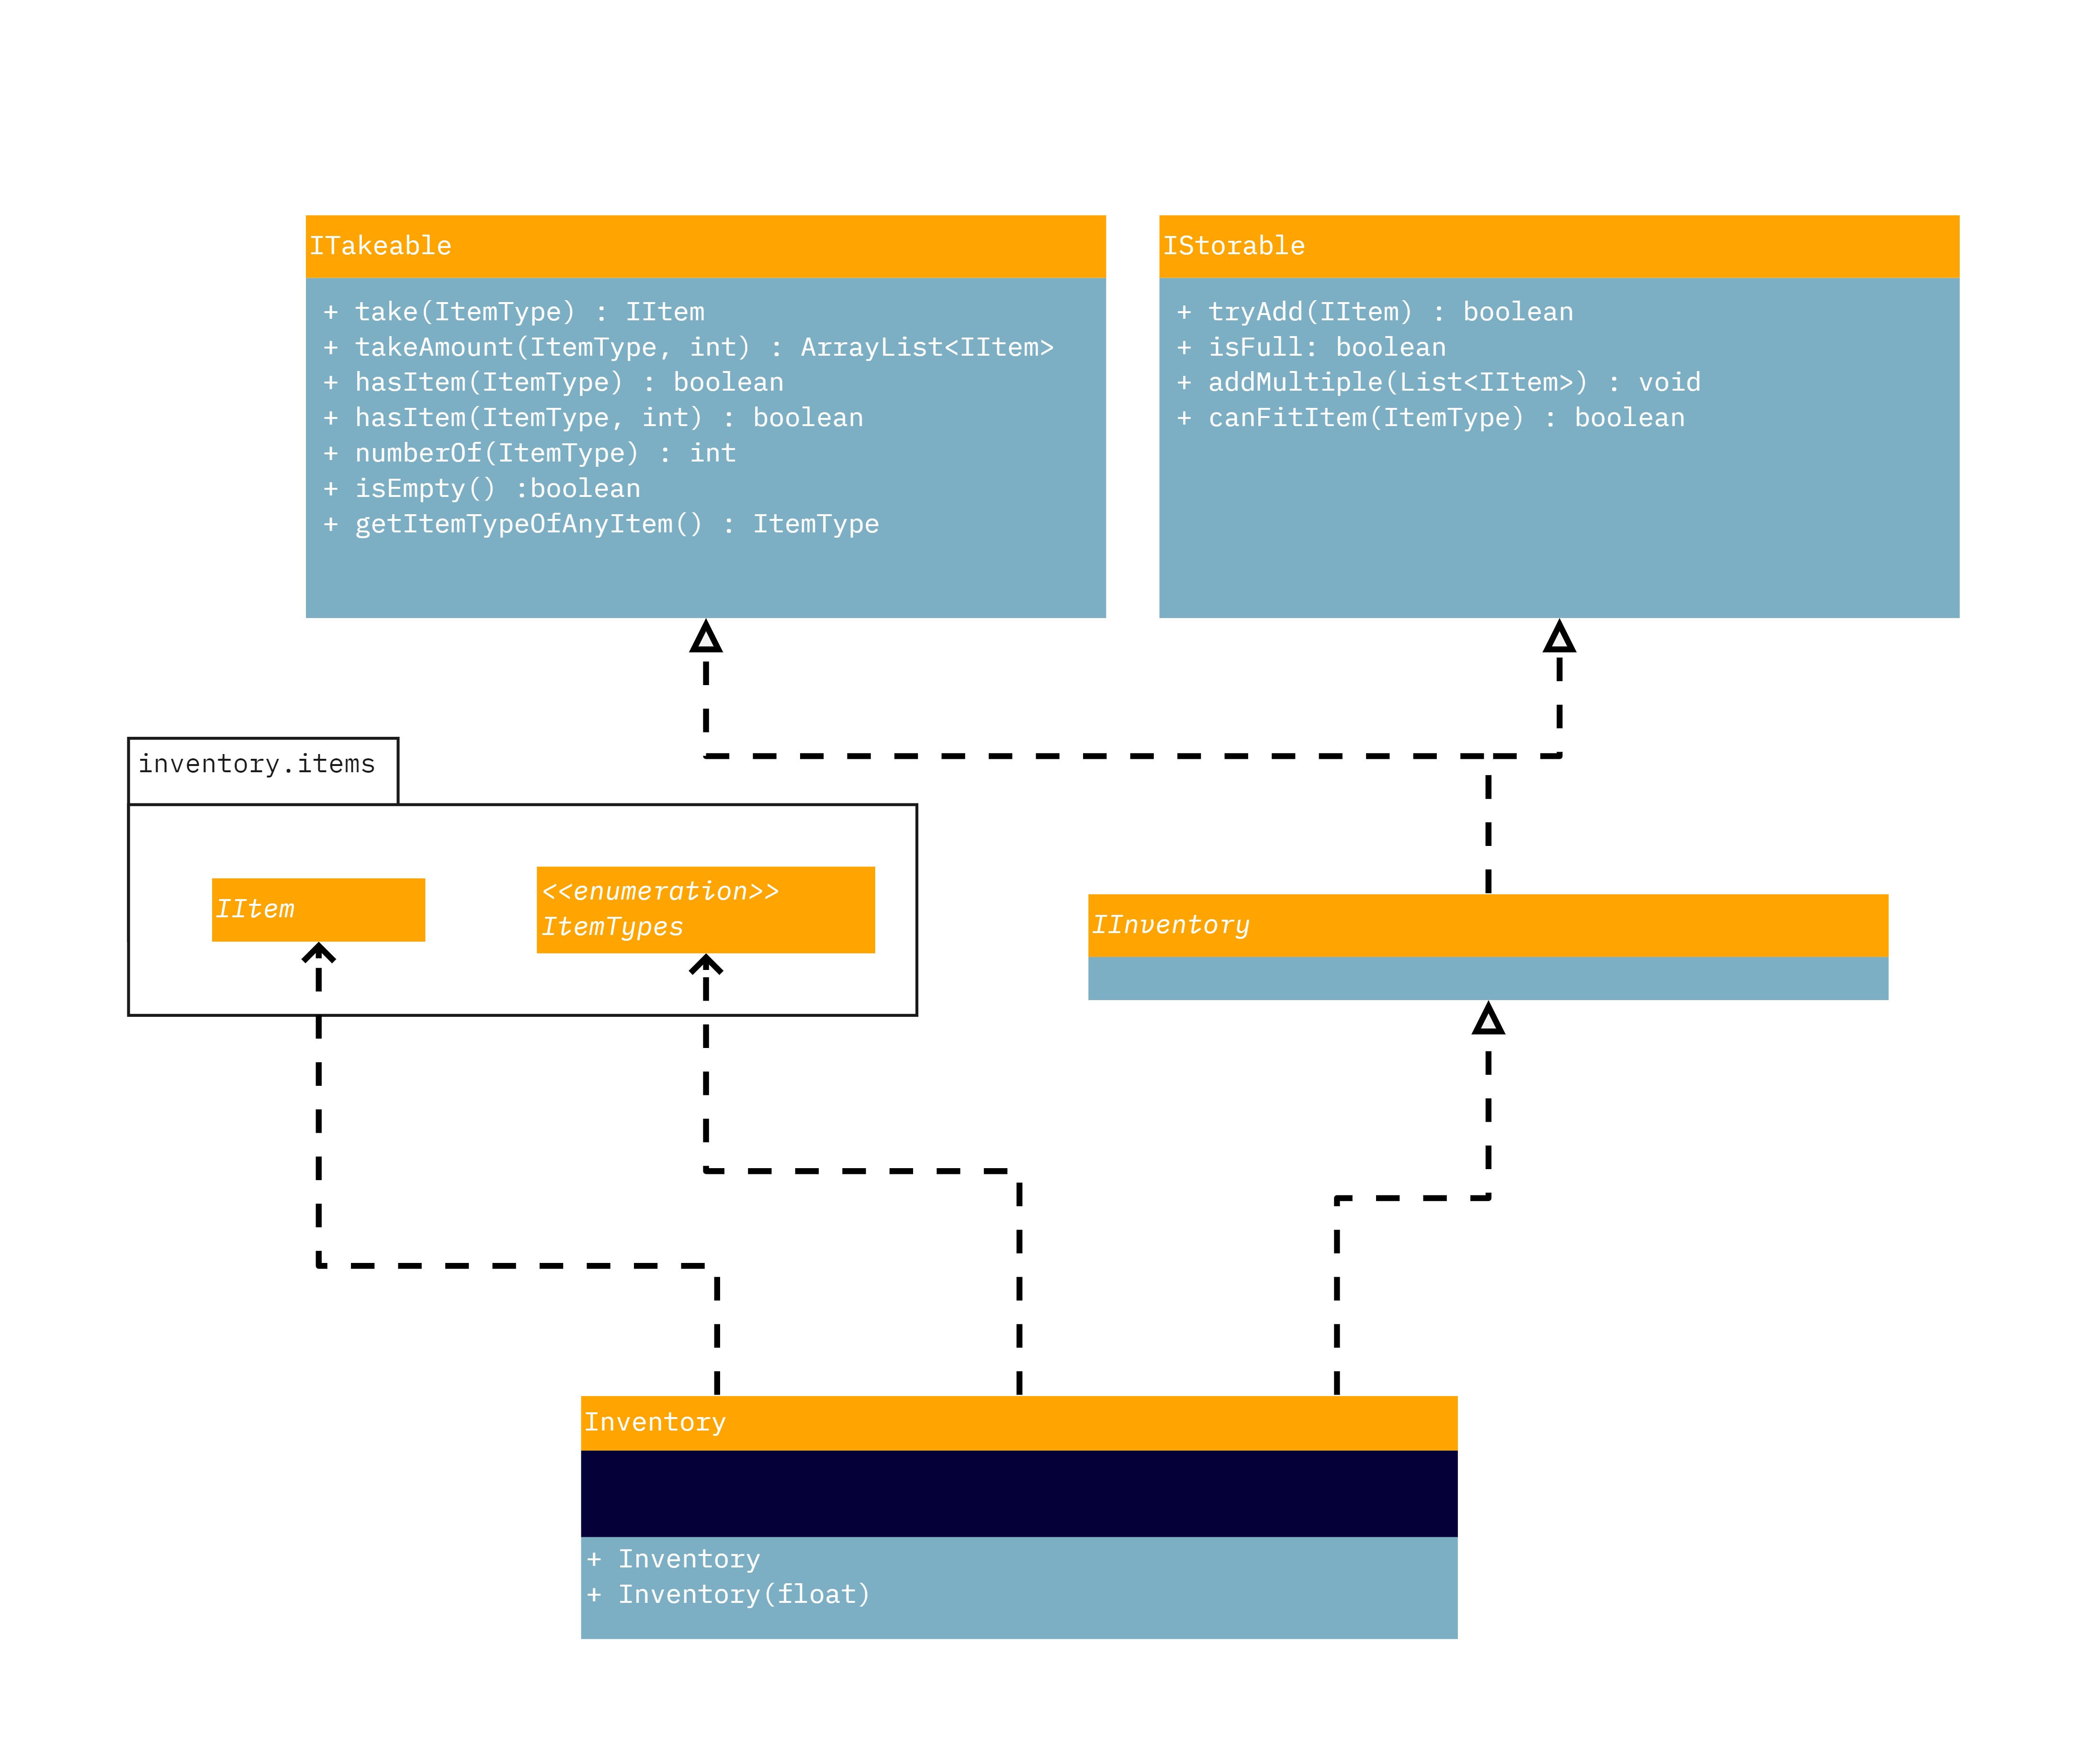 ITakeable
+ take(ItemType) : IItem
+ takeAmount(ItemType, int) : ArrayList<IItem>
+ hasItem(ItemType) : boolean
+ hasItem(ItemType, int) : boolean
+ numberOf(ItemType) : int
+ isEmpty() :boolean
+ getItemTypeOfAnyItem() : ItemType
IStorable
+ tryAdd(IItem) : boolean
+ isFull: boolean
+ addMultiple(List<IItem>) : void
+ canFitItem(ItemType) : boolean
inventory.items
IItem
<<enumeration>>
ItemTypes
IInventory
Inventory
+ Inventory
+ Inventory(float)